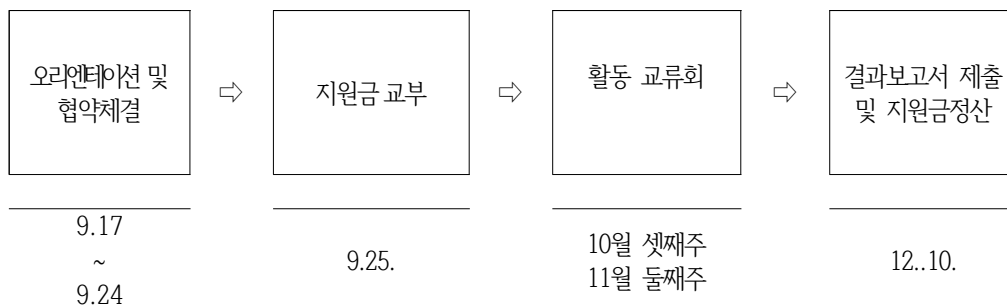 오리엔테이션 및
협약체결
⇨
지원금 교부
⇨
활동 교류회
⇨
결과보고서 제출
및 지원금정산
9.17
~
9.24
9.25.
10월 셋째주
11월 둘째주
12..10.